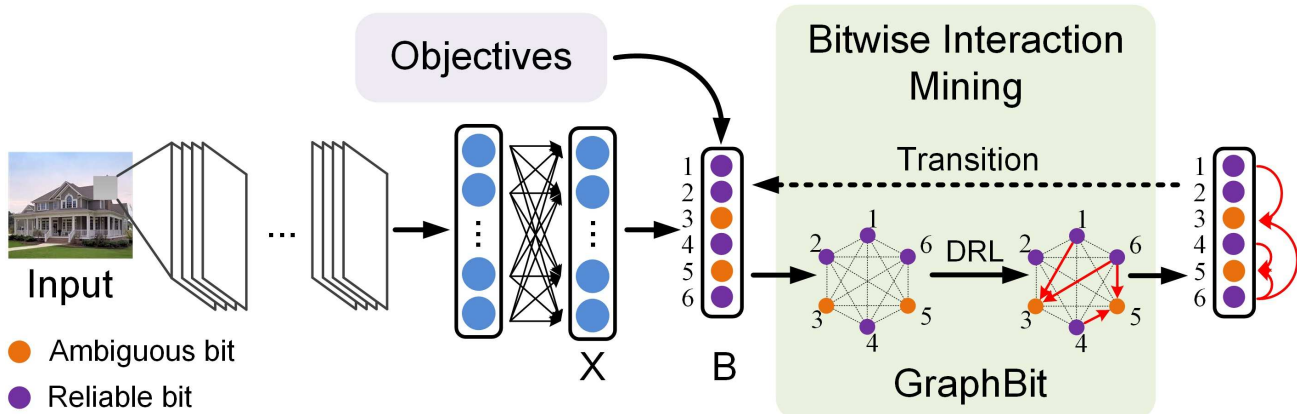 Objectives
Bitwise Interaction
Mining
Transition
Input
...
⋮
⋮
1
2
3
4
5
6
1
2
3
4
5
6
DRL
1
2
3
4
5
6
1
2
3
4
5
6
Ambiguous bit
Reliable bit
X
B
GraphBit